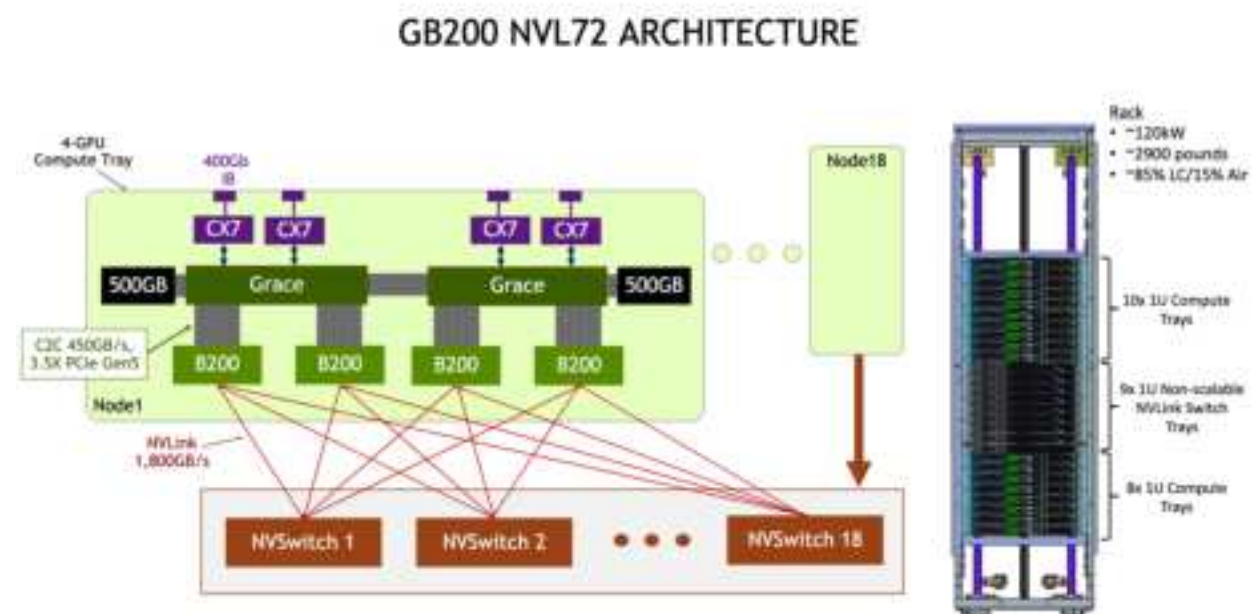 GB200 NVL72 ARCHITECTURE
4-GPU
Compute Tray
400Gb
IB
CX7
CX7
CX7
CX7
500GB
Grace
Grace
500GB
C2C 450GB/s,
3.5X PCIe Gen5
B200
B200
B200
B200
Node1
NVLink
1,800GB/s
NVSwitch 1
NVSwitch 2
NVSwitch 18
Node18
Rack
• ~120kW
• ~2900 pounds
• ~85% LC/15% Air
10x 1U Compute
Trays
9x 1U Non-scalable
NVLink Switch
Trays
8x 1U Compute
Trays